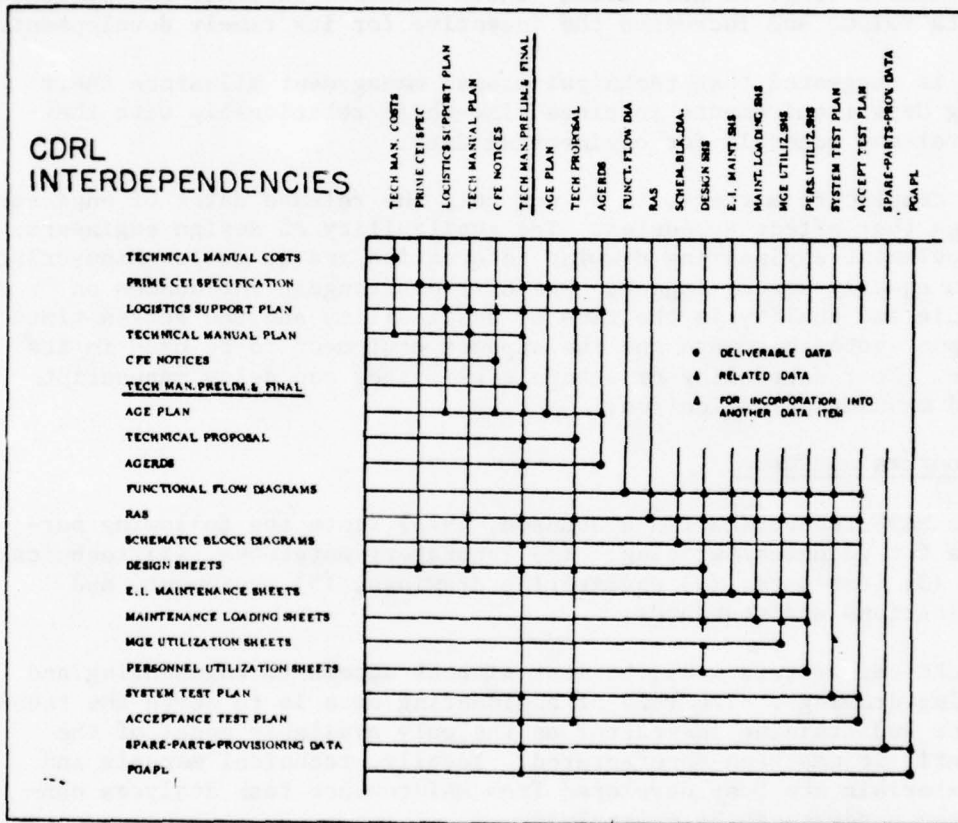 CDRL
INTERDEPENDENCIES
TECH MAN. COSTS
PRIME CEI SEPT.
LOGISTICS SUPPORT PLAN
TECH MANUAL PLAN
CFE NOTICES
TECH MAN. PRELIM. & FINAL
AGE PLAN
TECH PROPOSAL
AGERDS
FUNCT. FLOW DIA
RAS
SCHEM. BLK. DIA.
DESIGN SHS
E.I. MAINT SHS
MAINT. LOADING. SHS
MGE UTILIZ. SHS
PERS. UTILIZ. SHS
SYSTEM TEST PLAN
ACCEPT TEST PLAN
SPARE-PARTS-PROV. DATA
PGAPL
TECHNICAL MANUAL COSTS
PRIME CEI SPECIFICATION
LOGISTICS SUPPORT PLAN
TECHNICAL MANUAL PLAN
CFE NOTICES
TECH MAN. PRELIM. & FINAL
AGE PLAN
TECHNICAL PROPOSAL
AGERDS
FUNCTIONAL FLOW DIAGRAMS
RAS
SCHEMATIC BLOCK DIAGRAMS
DESIGN SHEETS
E.I. MAINTENANCE SHEETS
MAINTENANCE LOADING SHEETS
MGE UTILIZATION SHEETS
PERSONNEL UTILIZATION SHEETS
SYSTEM TEST PLAN
ACCEPTANCE TEST PLAN
SPARE-PARTS-PROVISIONING DATA
PGAPL
DELIVERABLE DATA
RELATED DATA
FOR INCORPORATION INTO
ANOTHER DATA ITEM